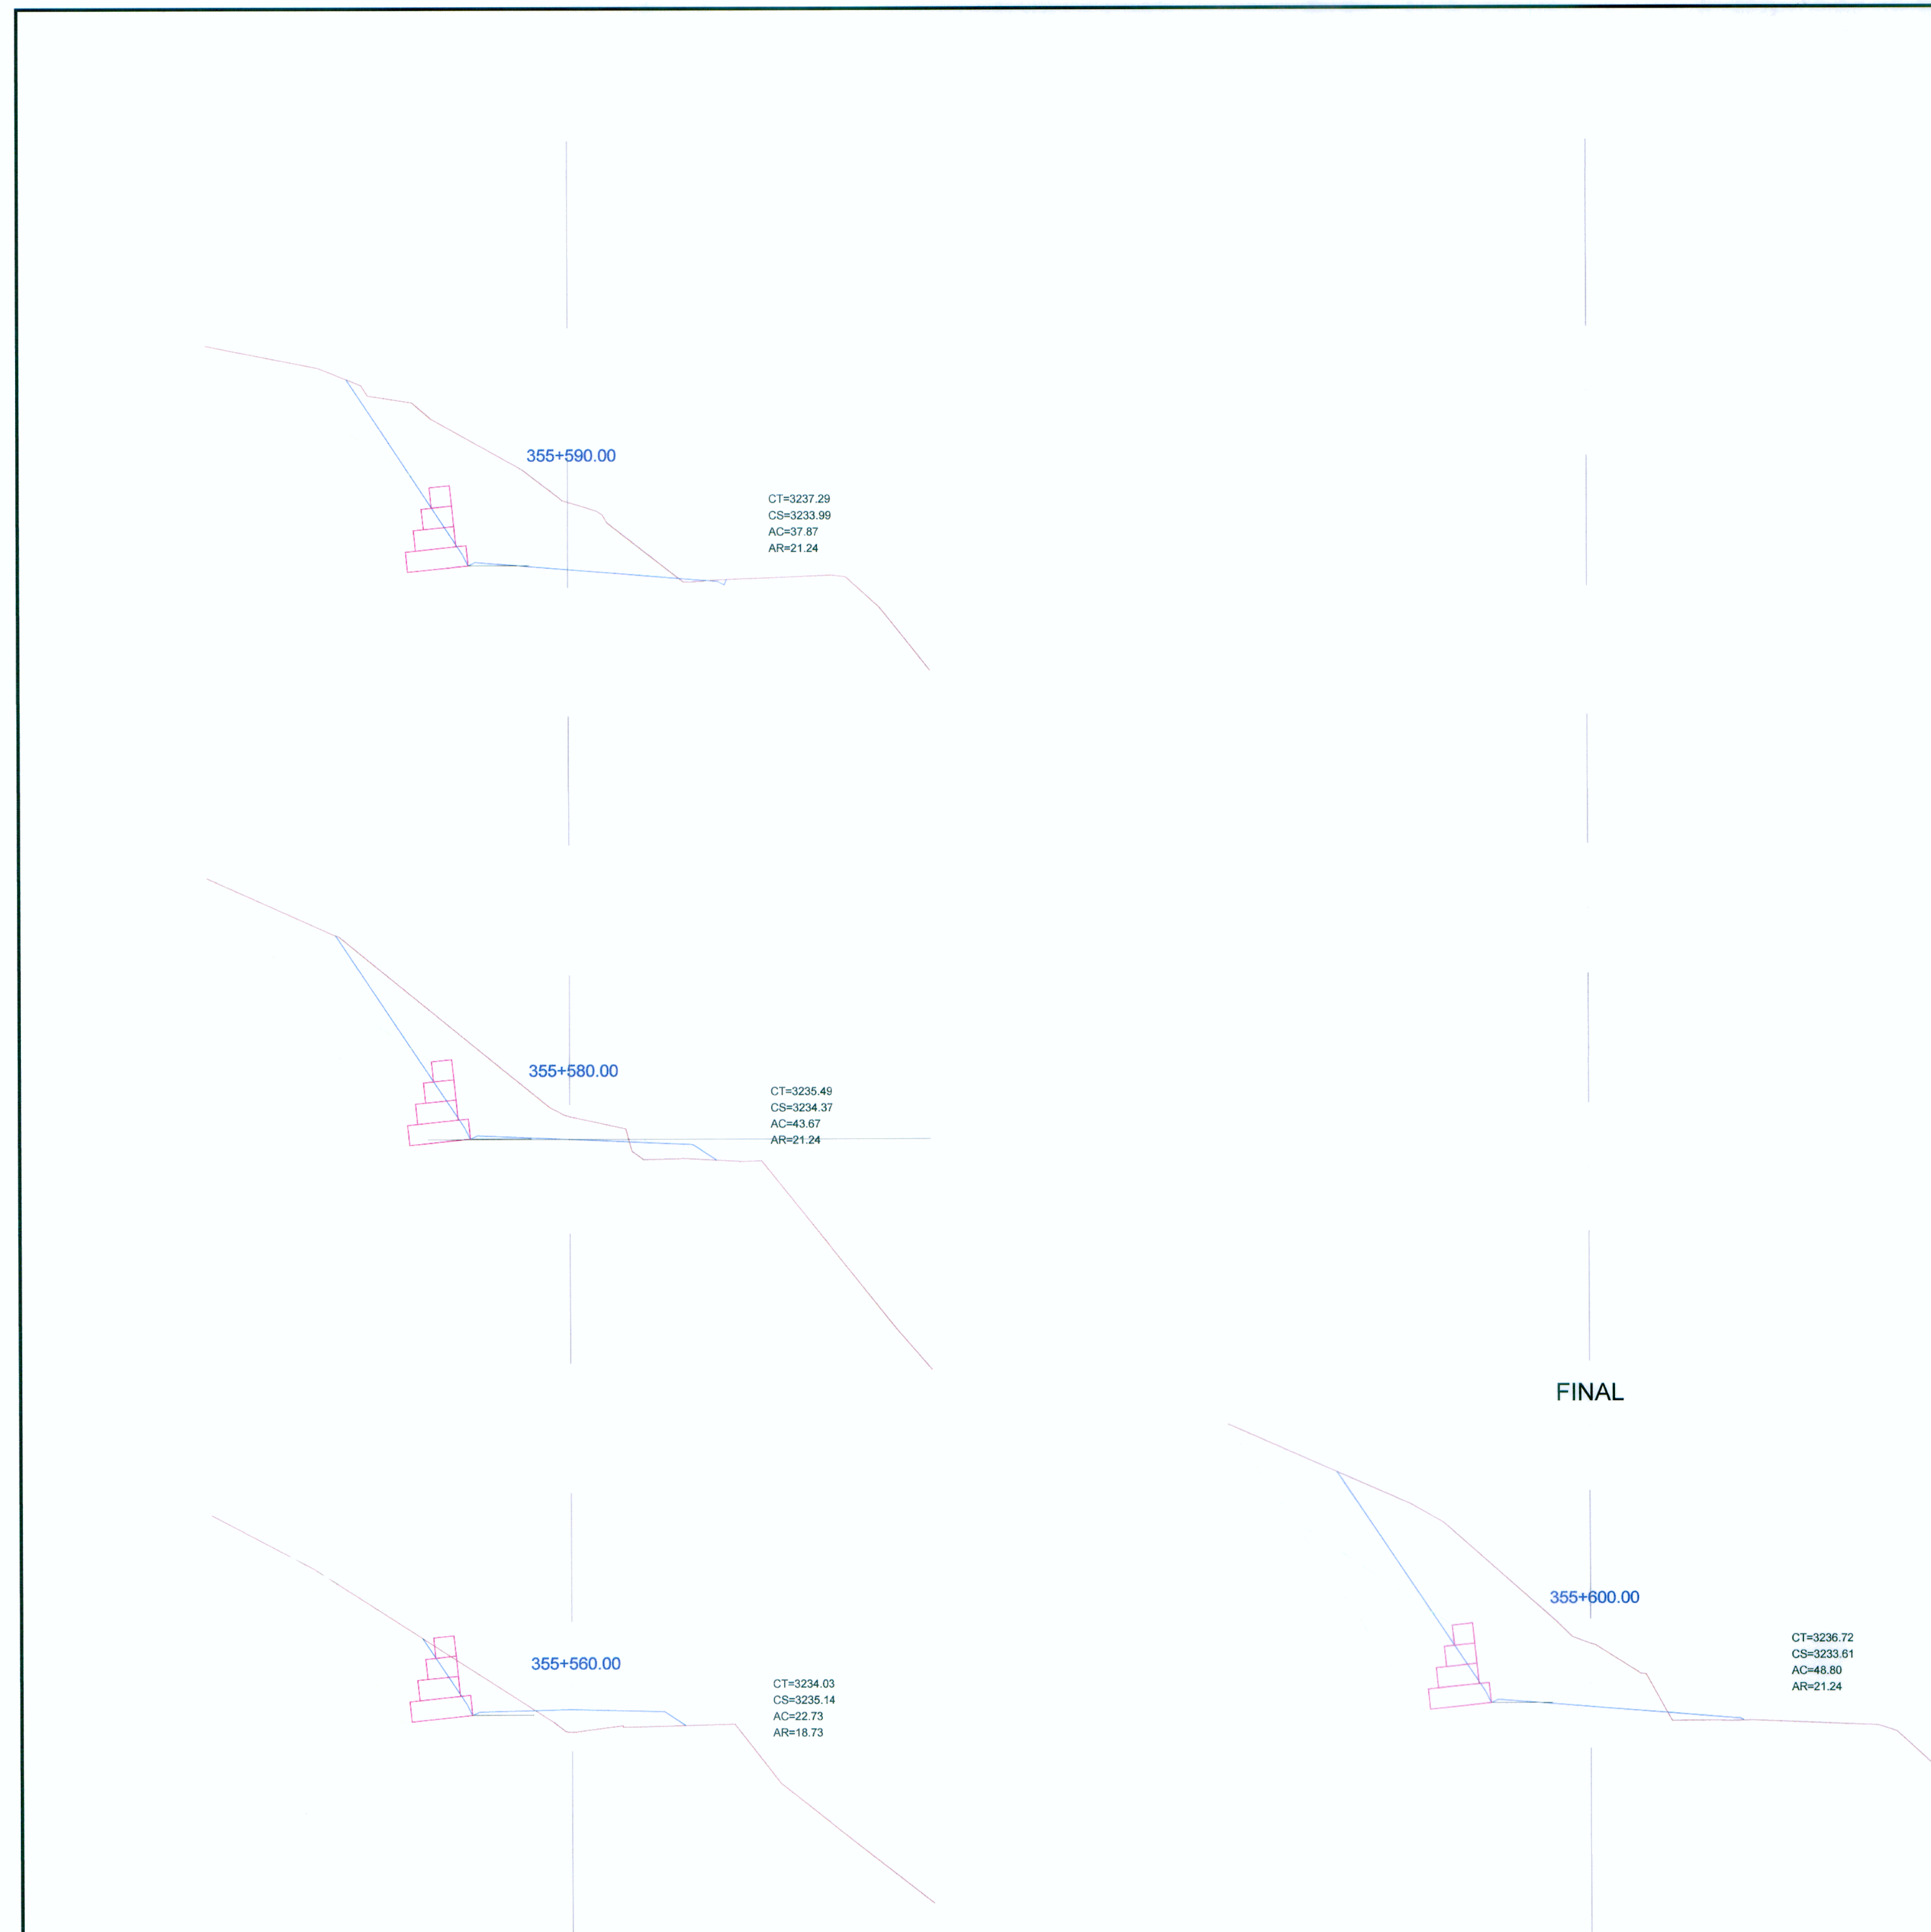 355+590.00
CT=3237.29
CS=3233.99
AC=37.87
AR=21.24
355+580.00
CT=3235.49
CS=3234.37
AC=43.67
AR=21.24
355+560.00
CT=3234.03
CS=3235.14
AC=22.73
AR=18.73
FINAL
355+600.00
CT=3236.72
CS=3233.61
AC=48.80
AR=21.24